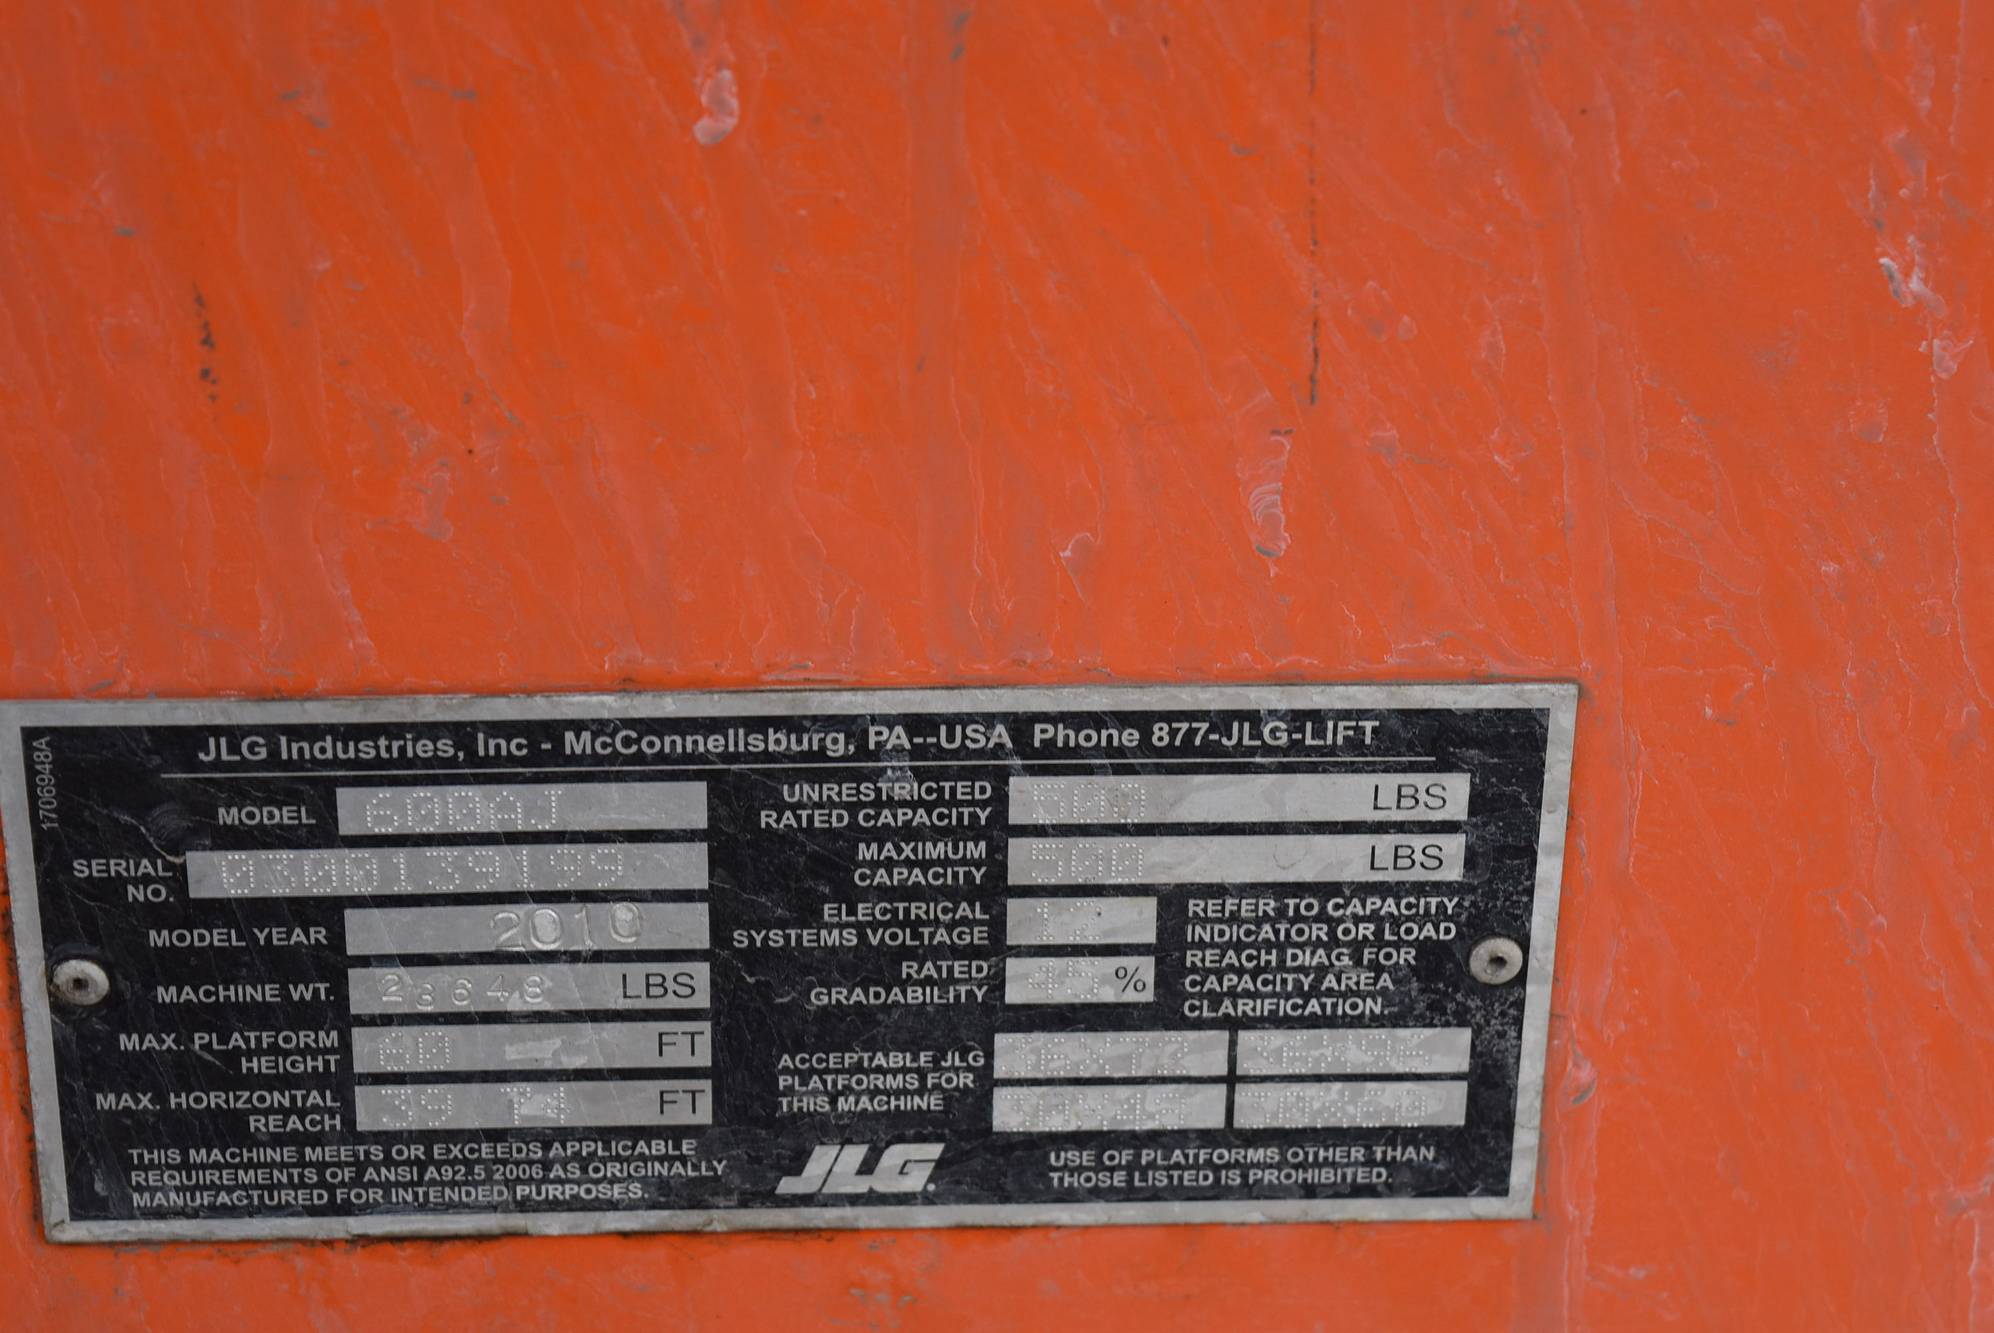 JLG Industries, Inc - McConnellsburg, PA--USA Phone 877-JLG-LIFT
1706948A
MODEL 600AJ
SERIAL NO. 0300139199
MODEL YEAR 2010
MACHINE WT. 23648 LBS
MAX. PLATFORM HEIGHT 60 FT
MAX. HORIZONTAL REACH 39 FT
THIS MACHINE MEETS OR EXCEEDS APPLICABLE
REQUIREMENTS OF ANSI A92.5 2006 AS ORIGINALLY
MANUFACTURED FOR INTENDED PURPOSES.
UNRESTRICTED RATED CAPACITY 500 LBS
MAXIMUM CAPACITY 500 LBS
ELECTRICAL SYSTEMS VOLTAGE 12
RATED GRADABILITY 45 %
REFER TO CAPACITY
INDICATOR OR LOAD
REACH DIAG. FOR
CAPACITY AREA
CLARIFICATION.
ACCEPTABLE JLG
PLATFORMS FOR
THIS MACHINE
36X72 36X96
JLG.
USE OF PLATFORMS OTHER THAN
THOSE LISTED IS PROHIBITED.